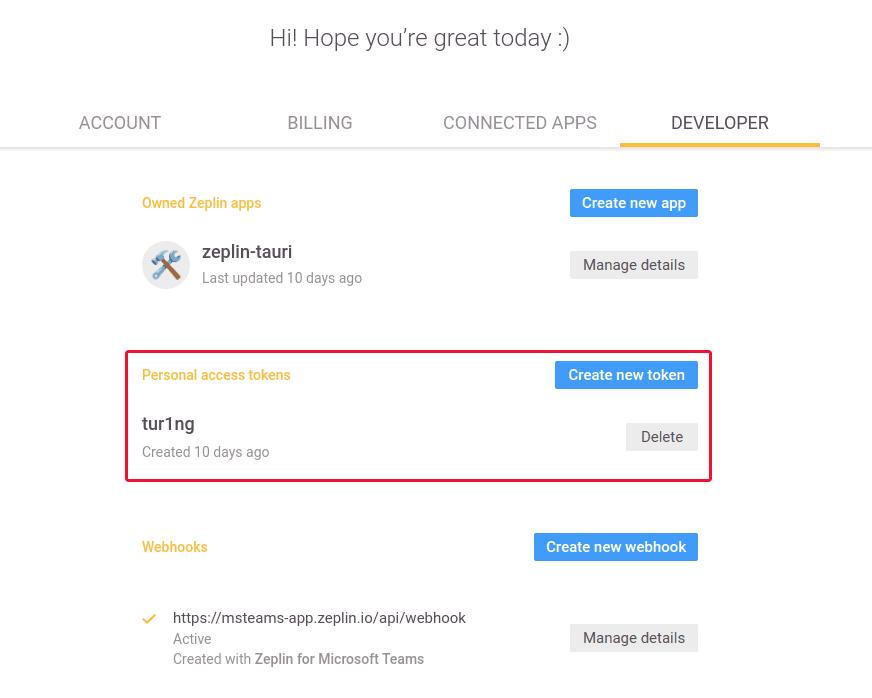 Hi! Hope you’re great today :)
ACCOUNT BILLING CONNECTED APPS DEVELOPER
Owned Zeplin apps Create new app
zeplin-tauri
Last updated 10 days ago
Manage details
Personal access tokens Create new token
tur1ng
Created 10 days ago
Delete
Webhooks Create new webhook
https://msteams-app.zeplin.io/api/webhook
Active
Created with Zeplin for Microsoft Teams
Manage details